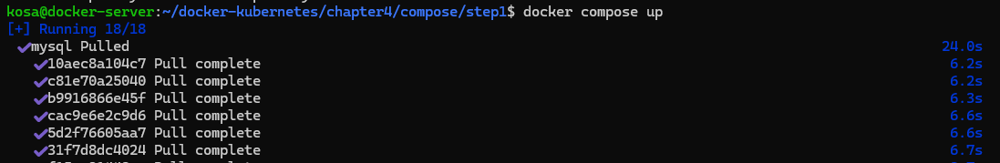 kosa@docker-server:~/docker-kubernetes/chapter4/compose/step1$ docker compose up
[+] Running 18/18
✔mysql Pulled 24.0s
✔10aec8a104c7 Pull complete 6.2s
✔c81e70a25040 Pull complete 6.2s
✔b9916866e45f Pull complete 6.3s
✔cac9e6e2c9d6 Pull complete 6.6s
✔5d2f76605aa7 Pull complete 6.6s
✔31f7d8dc4024 Pull complete 6.7s